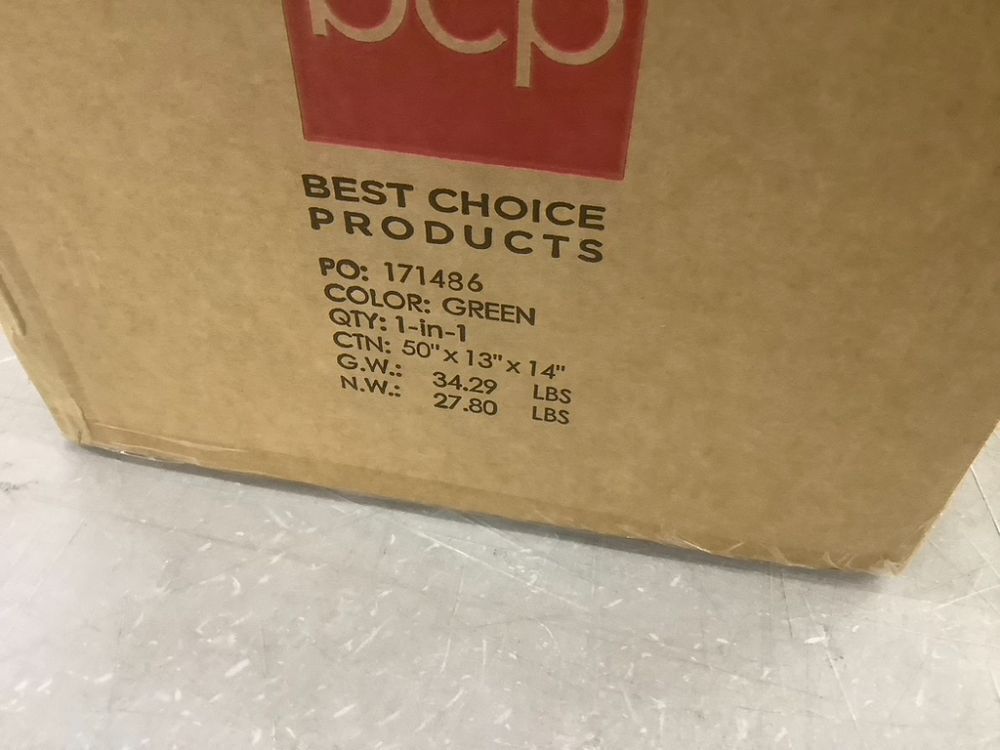 bcp
BEST CHOICE
PRODUCTS
PO: 171486
COLOR: GREEN
QTY: 1-in-1
CTN: 50"x 13"x 14"
G.W.: 34.29 LBS
N.W.: 27.80 LBS